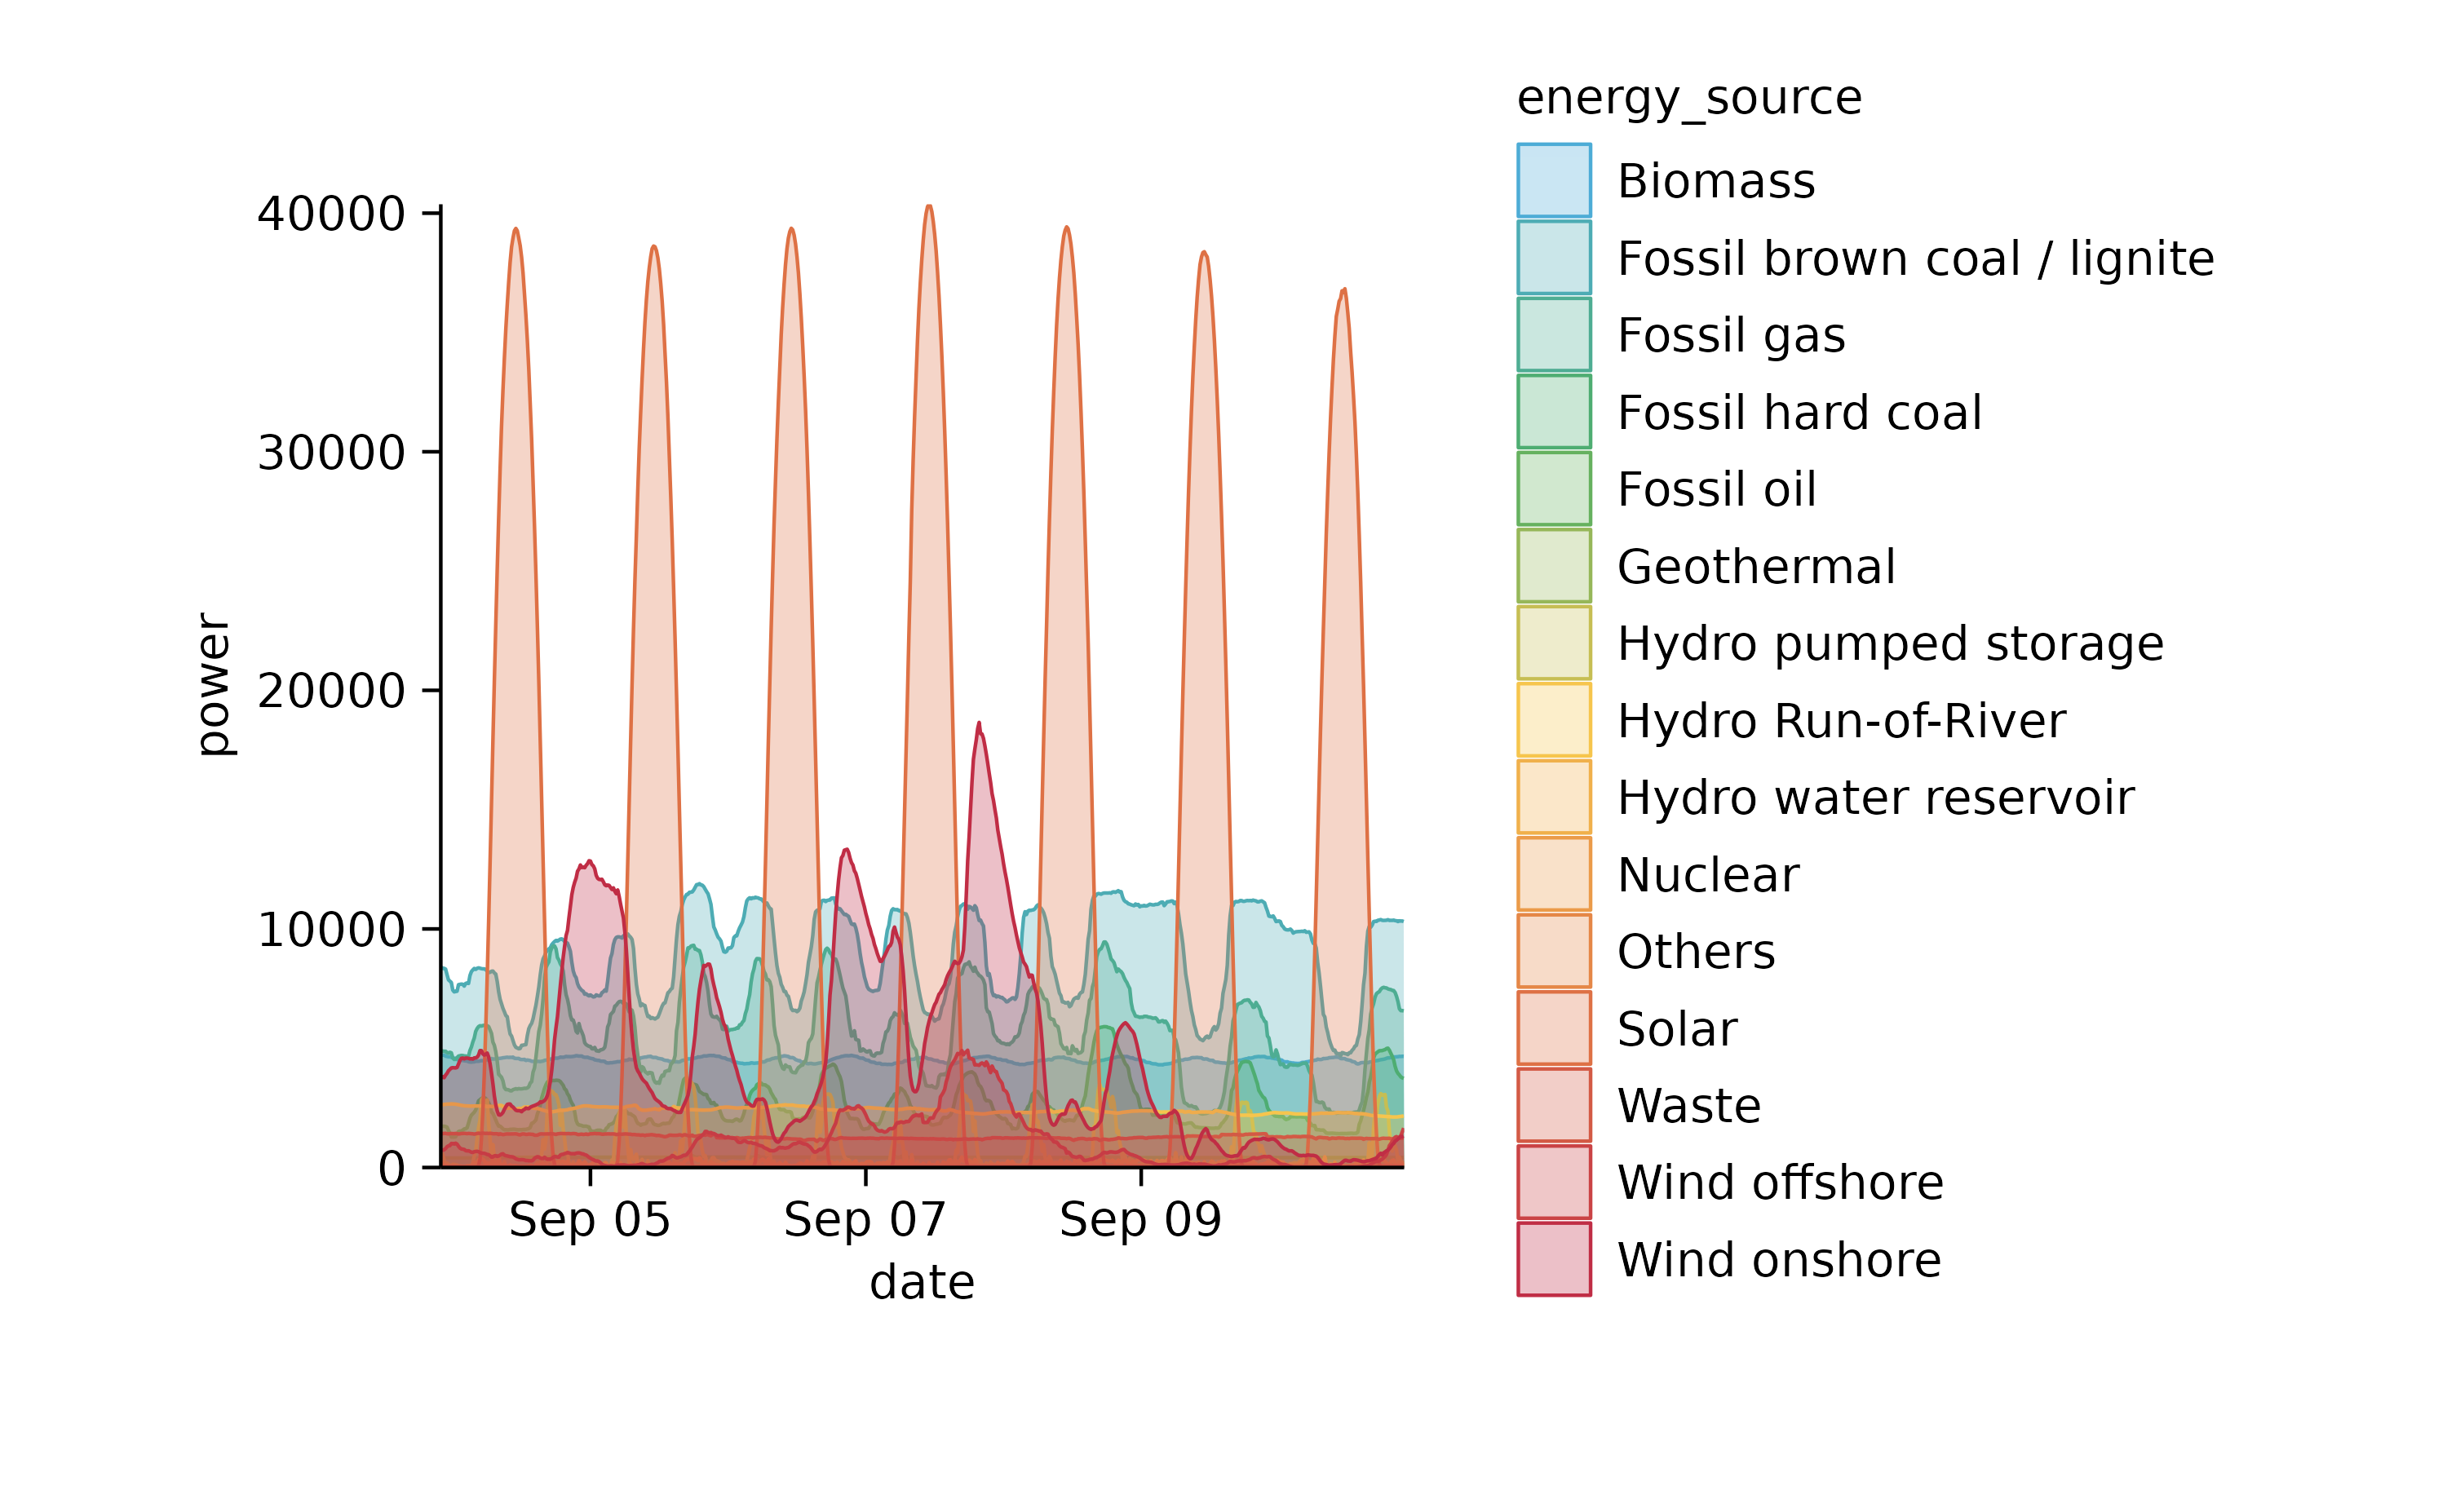 energy_source
Biomass
Fossil brown coal / lignite
Fossil gas
Fossil hard coal
Fossil oil
Geothermal
Hydro pumped storage
Hydro Run-of-River
Hydro water reservoir
Nuclear
Others
Solar
Waste
Wind offshore
Wind onshore
40000
30000
20000
10000
0
power
Sep 05
Sep 07
Sep 09
date